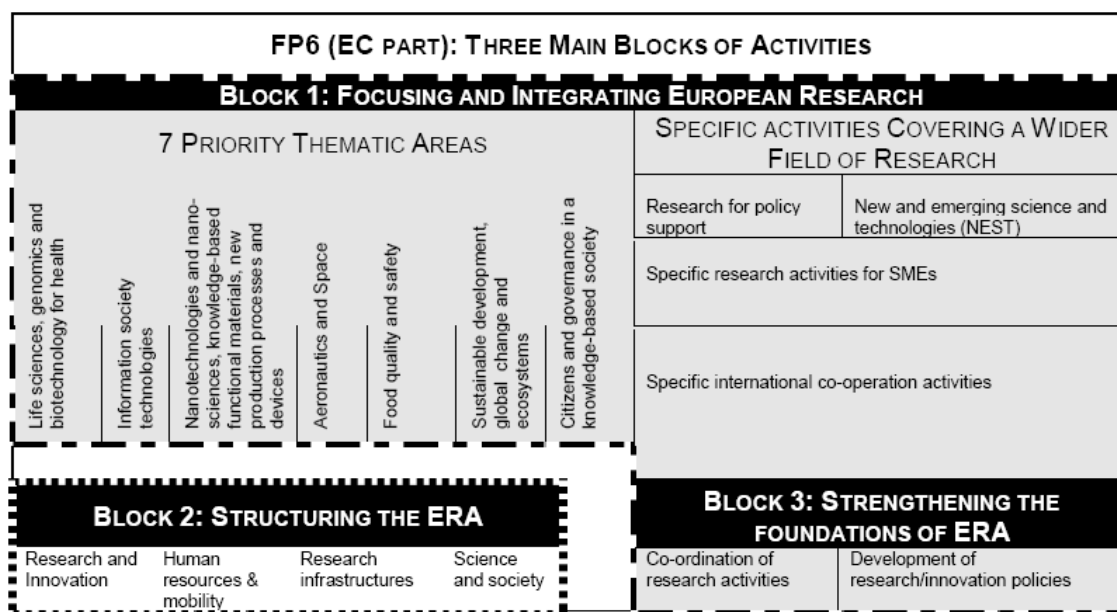 FP6 (EC PART): THREE MAIN BLOCKS OF ACTIVITIES
BLOCK 1: FOCUSING AND INTEGRATING EUROPEAN RESEARCH
7 PRIORITY THEMATIC AREAS
Life sciences, genomics and
biotechnology for health
Information society
technologies
Nanotechnologies and nano-
sciences, knowledge-based
functional materials, new
production processes and
devices
Aeronautics and Space
Food quality and safety
Sustainable development,
global change and
ecosystems
Citizens and governance in a
knowledge-based society
SPECIFIC ACTIVITIES COVERING A WIDER
FIELD OF RESEARCH
Research for policy
support
New and emerging science and
technologies (NEST)
Specific research activities for SMEs
Specific international co-operation activities
BLOCK 2: STRUCTURING THE ERA
Research and
Innovation
Human
resources &
mobility
Research
infrastructures
Science
and society
BLOCK 3: STRENGTHENING THE
FOUNDATIONS OF ERA
Co-ordination of
research activities
Development of
research/innovation policies